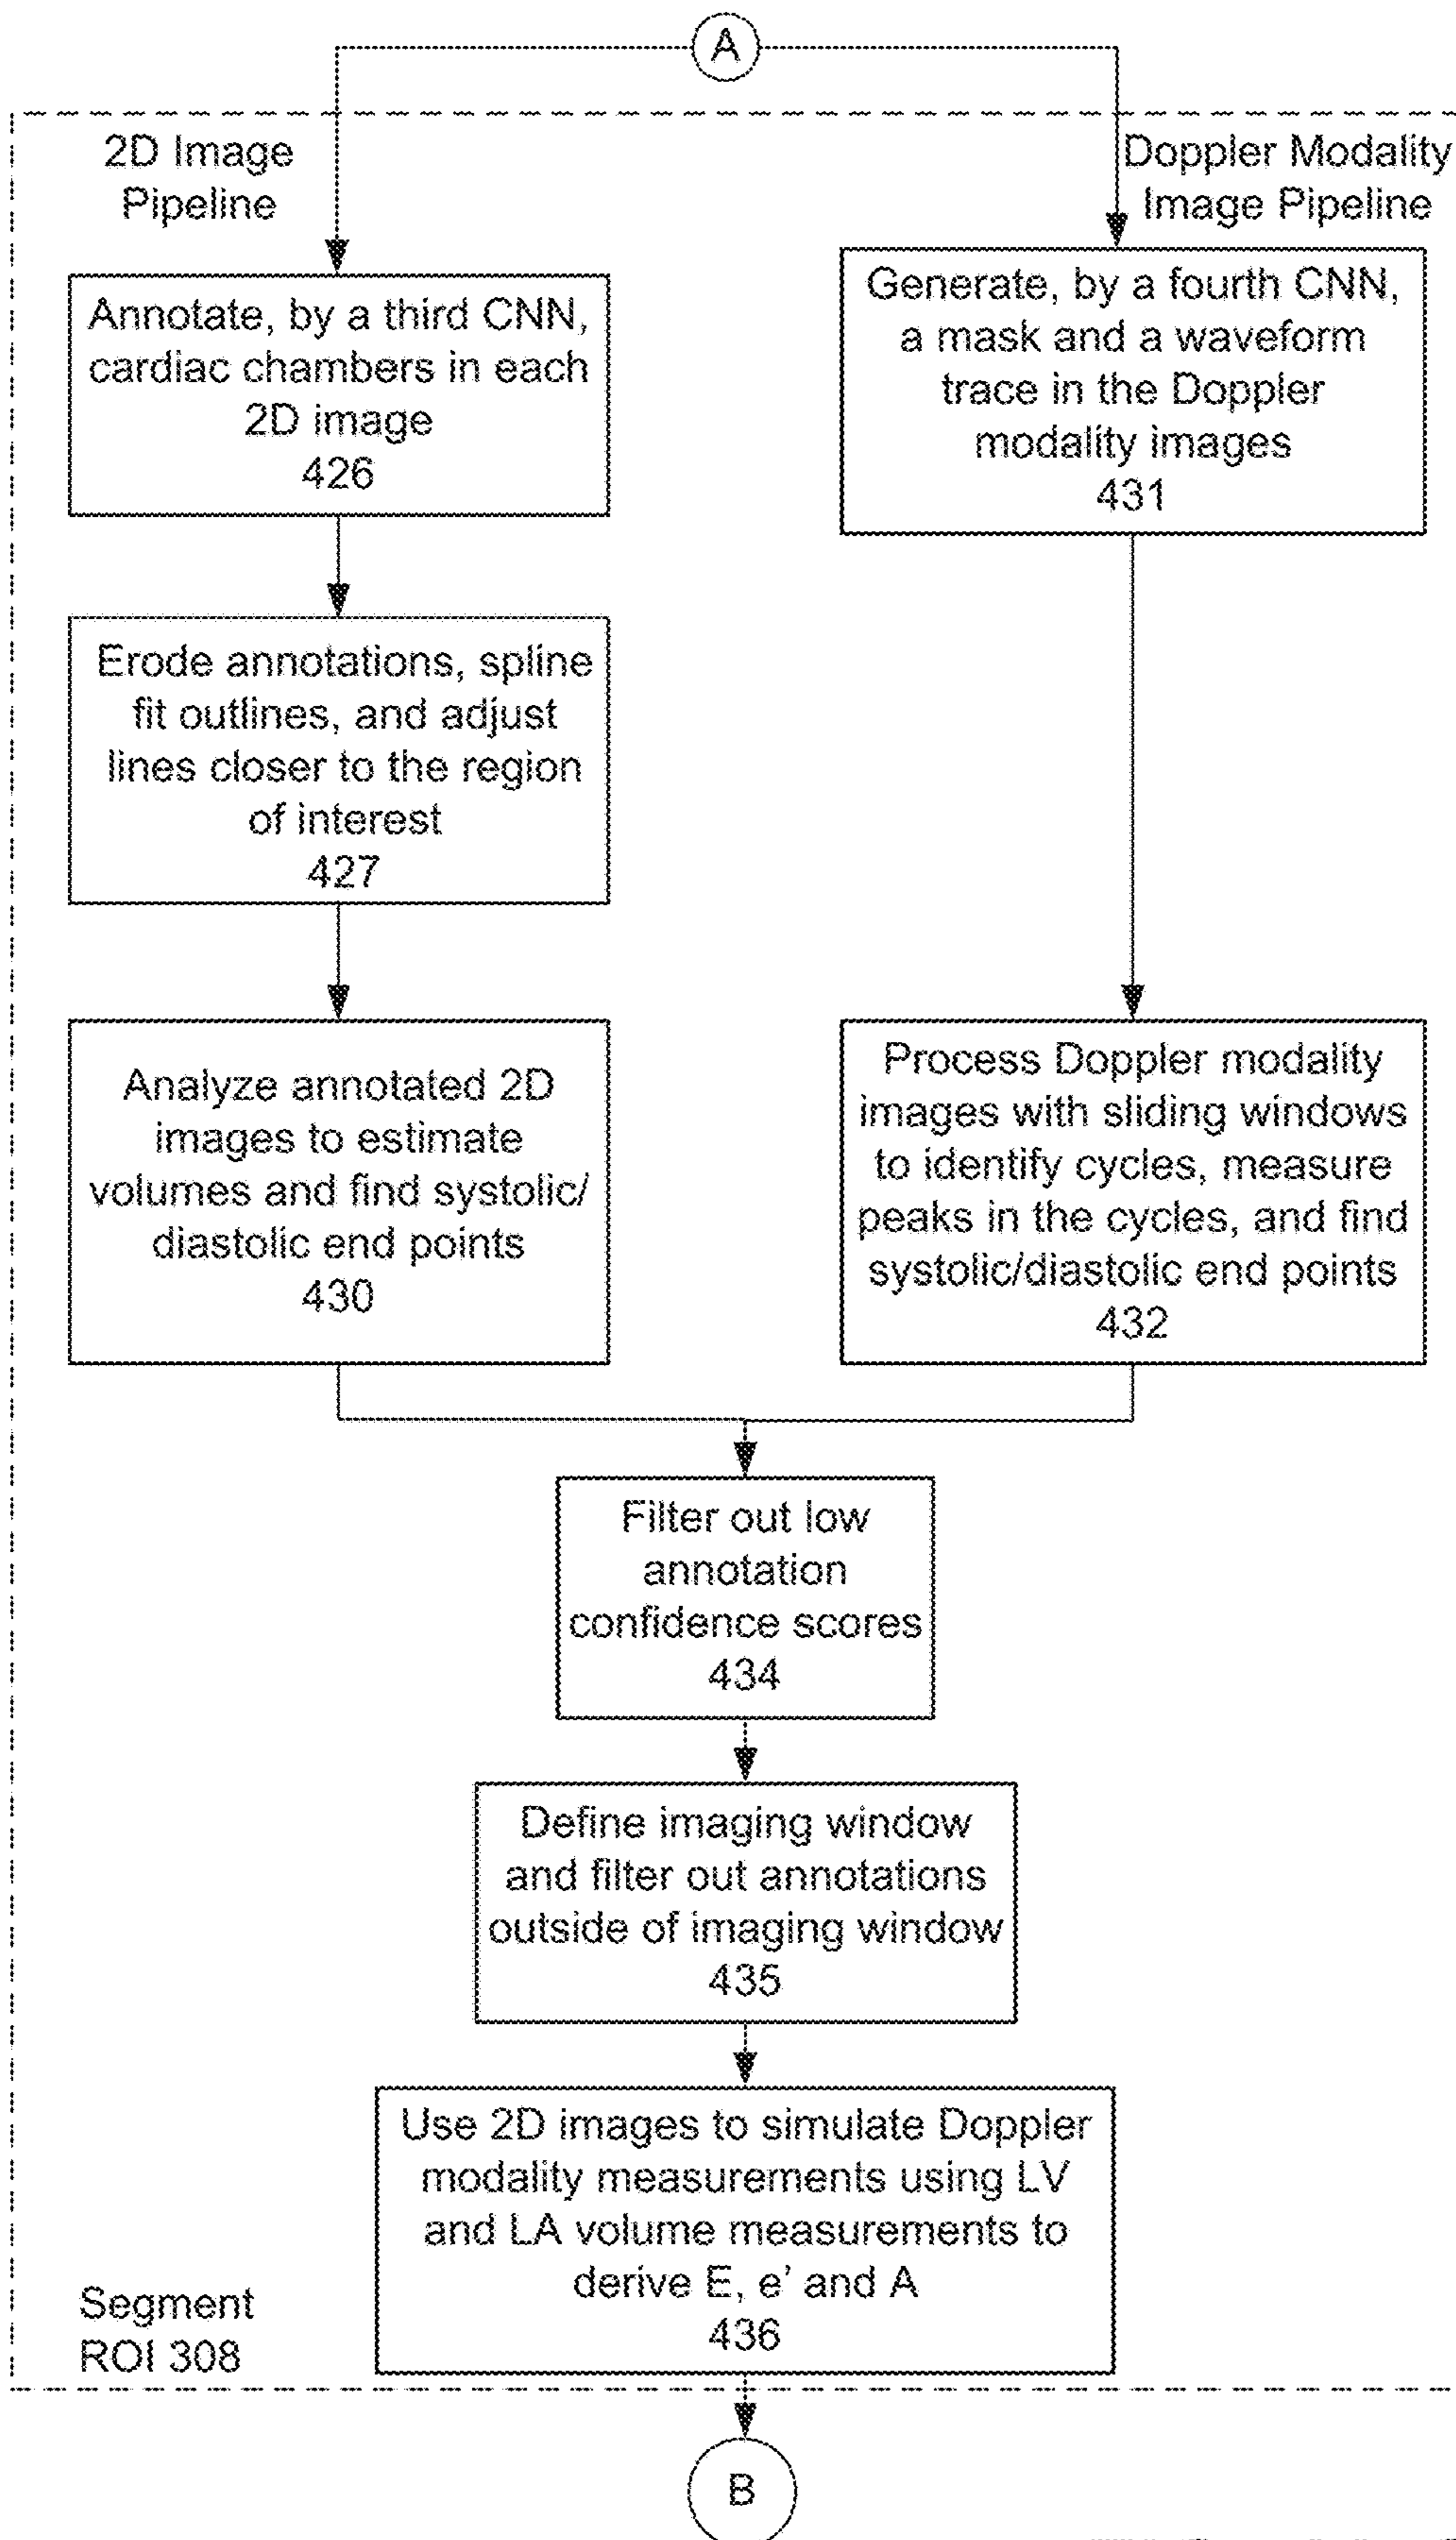 A
2D Image
Pipeline
Doppler Modality
Image Pipeline
Annotate, by a third CNN,
cardiac chambers in each
2D image
426
Generate, by a fourth CNN,
a mask and a waveform
trace in the Doppler
modality images
431
Erode annotations, spline
fit outlines, and adjust
lines closer to the region
of interest
427
Analyze annotated 2D
images to estimate
volumes and find systolic/
diastolic end points
430
Process Doppler modality
images with sliding windows
to identify cycles, measure
peaks in the cycles, and find
systolic/diastolic end points
432
Filter out low
annotation
confidence scores
434
Define imaging window
and filter out annotations
outside of imaging window
435
Use 2D images to simulate Doppler
modality measurements using LV
and LA volume measurements to
derive E, e’ and A
436
Segment
ROI 308
B